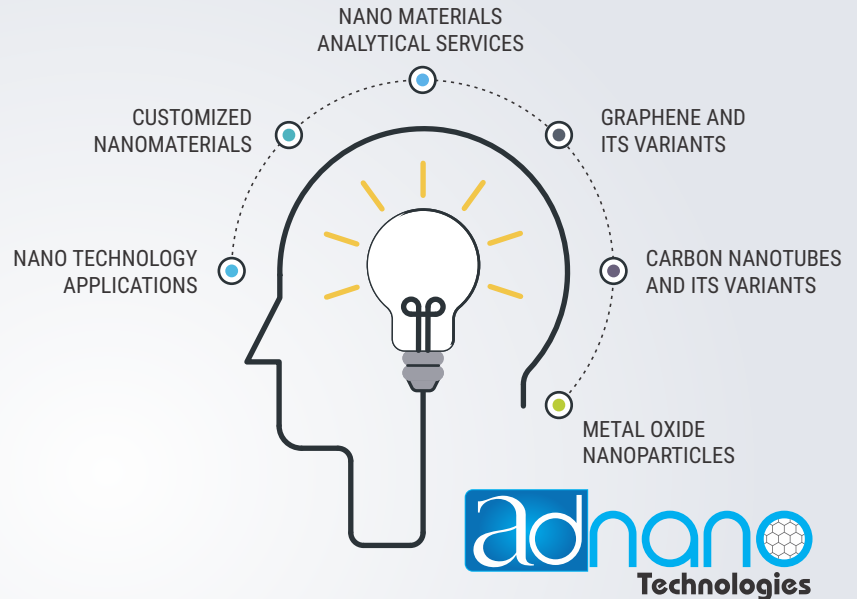 NANO MATERIALS
ANALYTICAL SERVICES
CUSTOMIZED
NANOMATERIALS
GRAPHENE AND
ITS VARIANTS
NANO TECHNOLOGY
APPLICATIONS
CARBON NANOTUBES
AND ITS VARIANTS
METAL OXIDE
NANOPARTICLES
adnano
Technologies